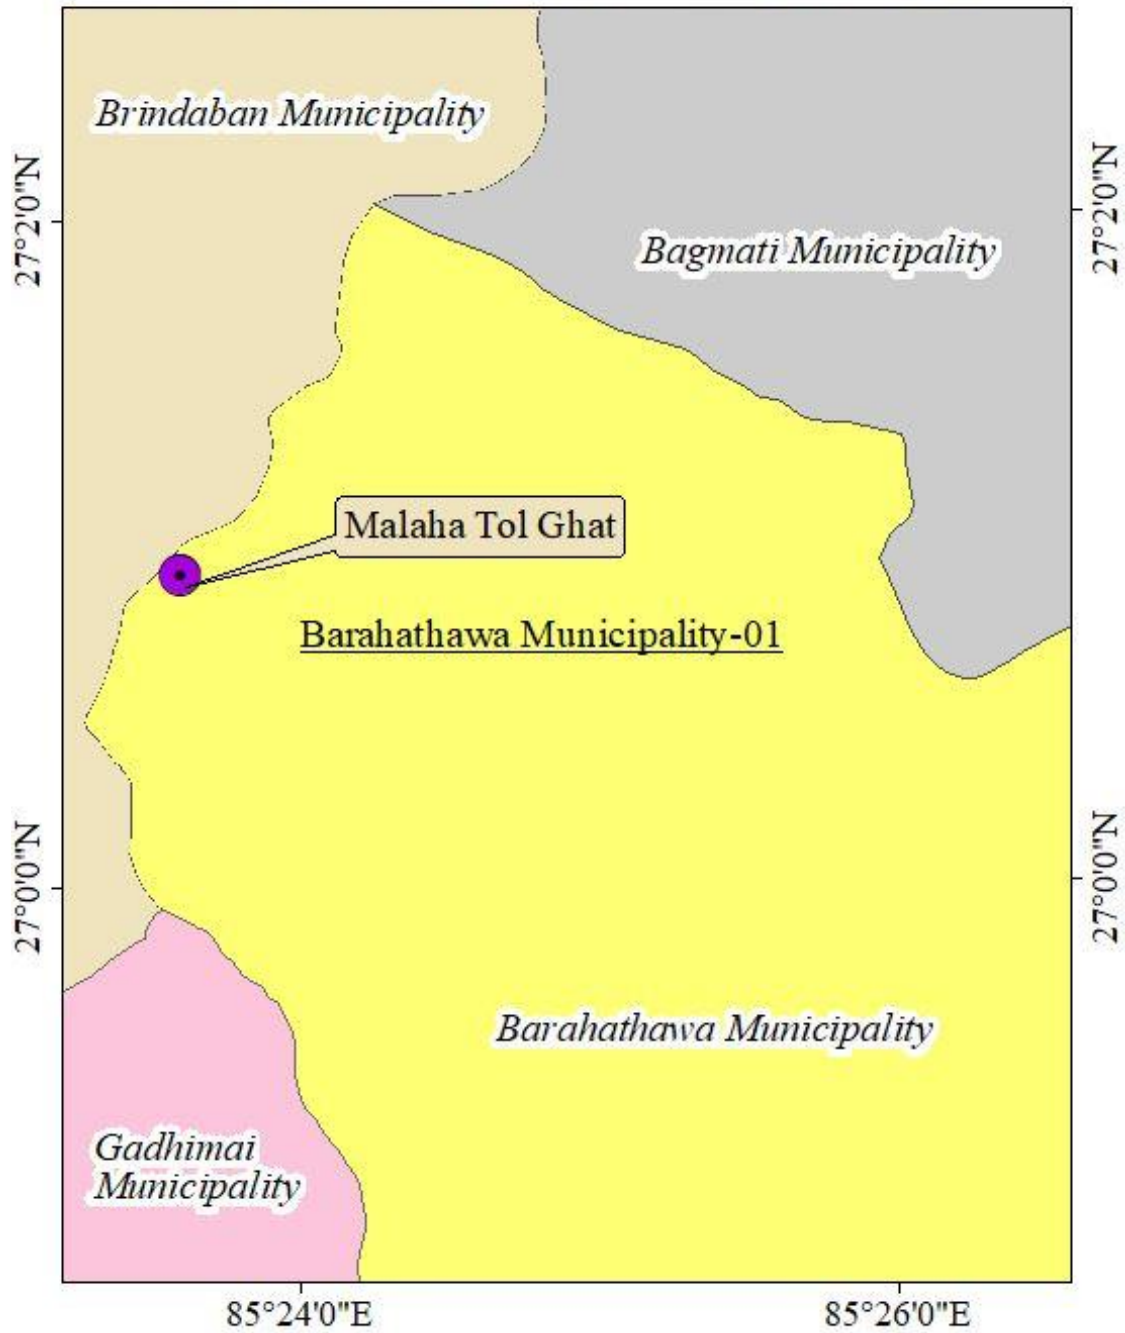 Brindaban Municipality
27°2'0"N
27°2'0"N
Bagmati Municipality
Malaha Tol Ghat
Barahathawa Municipality-01
27°0'0"N
27°0'0"N
Barahathawa Municipality
Gadhimai
Municipality
85°24'0"E
85°26'0"E